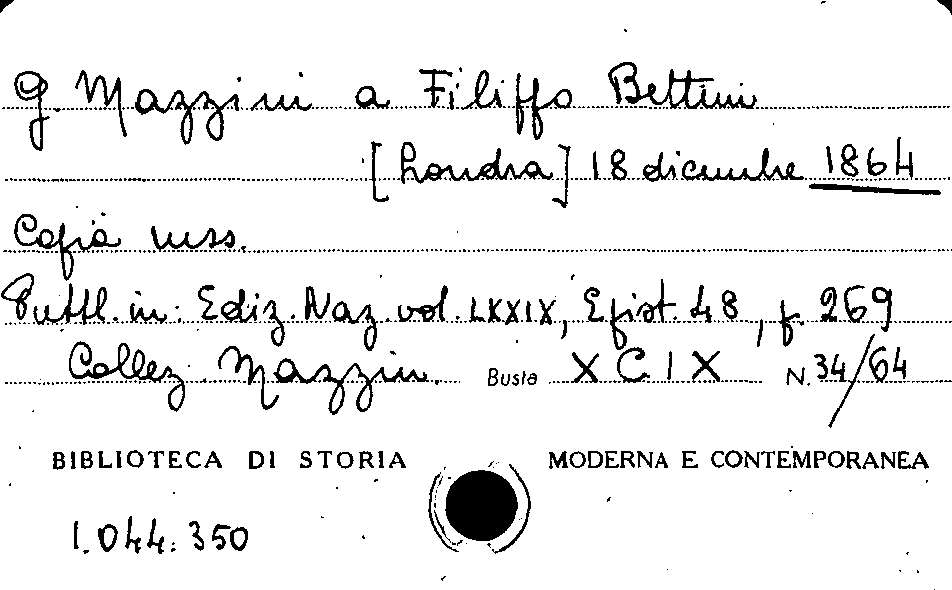 G. Mazzini a Filippo Bettini
[Londra] 18 dicembre 1864
Copia mss.
Pubbl. in: Ediz. Naz. vol. LXXIX, Epist. 48, p. 269
Collez. Mazzini. Busta XCIX N. 34/64
BIBLIOTECA DI STORIA MODERNA E CONTEMPORANEA
1.044.350